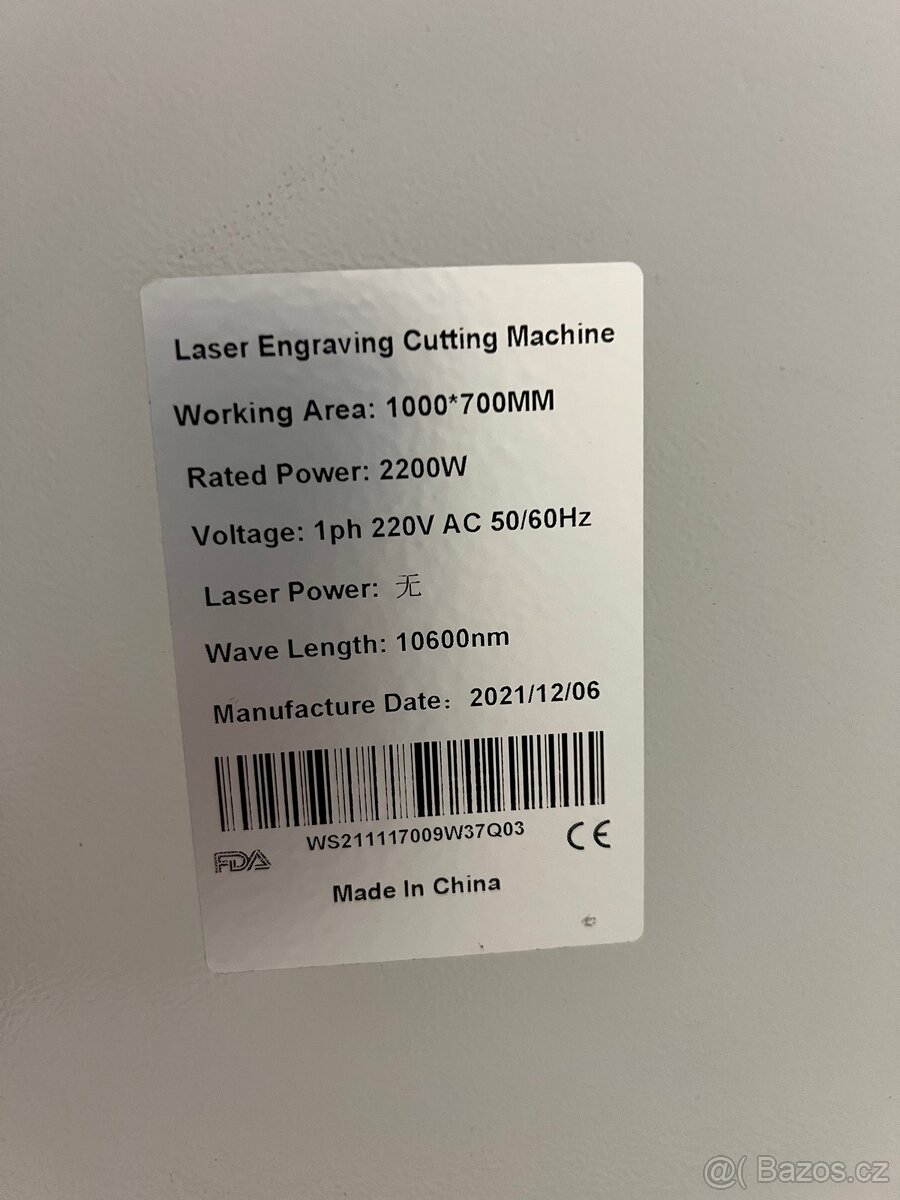 Laser Engraving Cutting Machine
Working Area: 1000*700MM
Rated Power: 2200W
Voltage: 1ph 220V AC 50/60Hz
Laser Power: 无
Wave Length: 10600nm
Manufacture Date：2021/12/06
WS211117009W37Q03
FDA
CE
Made In China
@( Bazos.cz